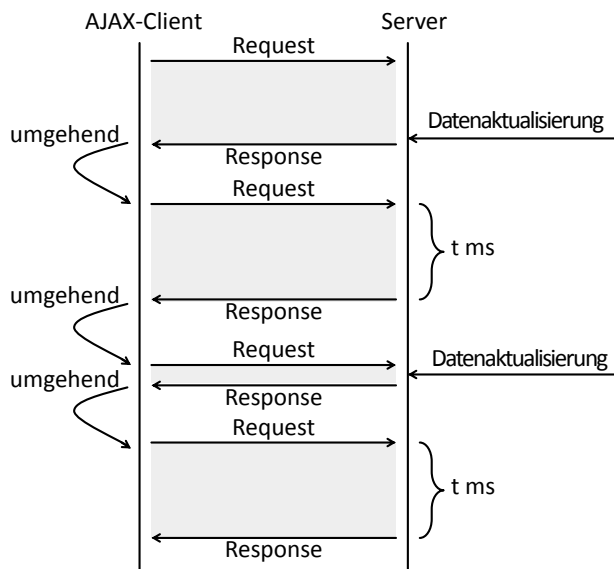 AJAX-Client
Server
Request
Datenaktualisierung
umgehend
Response
Request
t ms
umgehend
Response
Request
Datenaktualisierung
umgehend
Response
Request
t ms
Response